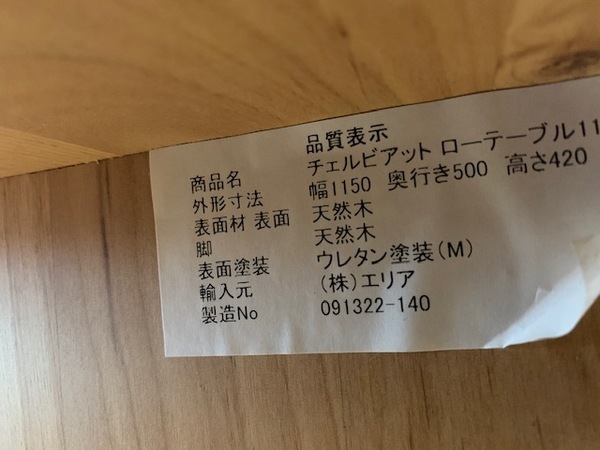 品質表示
商品名 チェルビアット ローテーブル11
外形寸法 幅1150 奥行き500 高さ420
表面材 表面 天然木
脚 天然木
表面塗装 ウレタン塗装(M)
輸入元 (株)エリア
製造No 091322-140